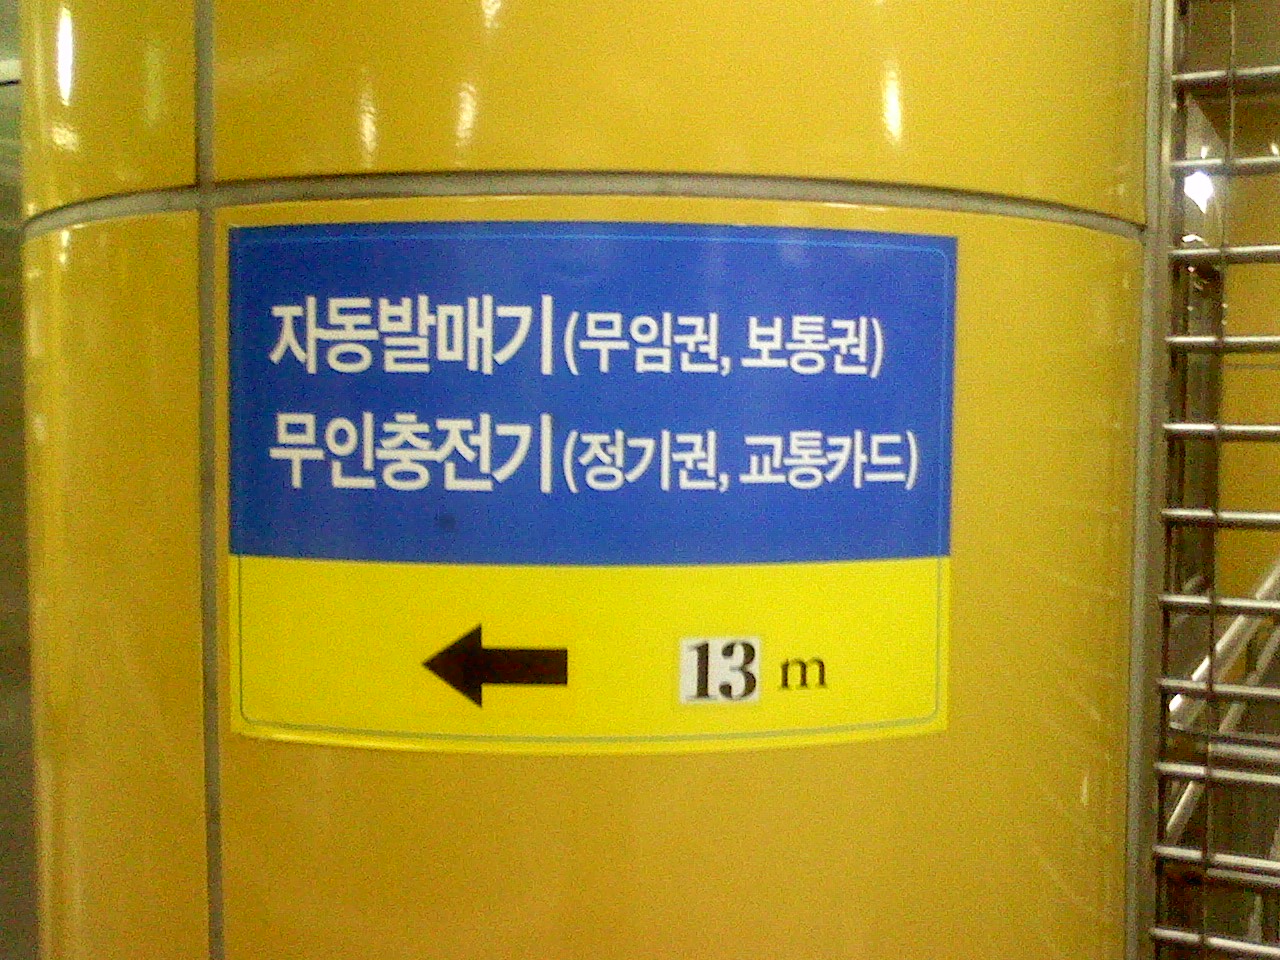 자동발매기 (무임권, 보통권)
무인충전기 (정기권, 교통카드)
13 m